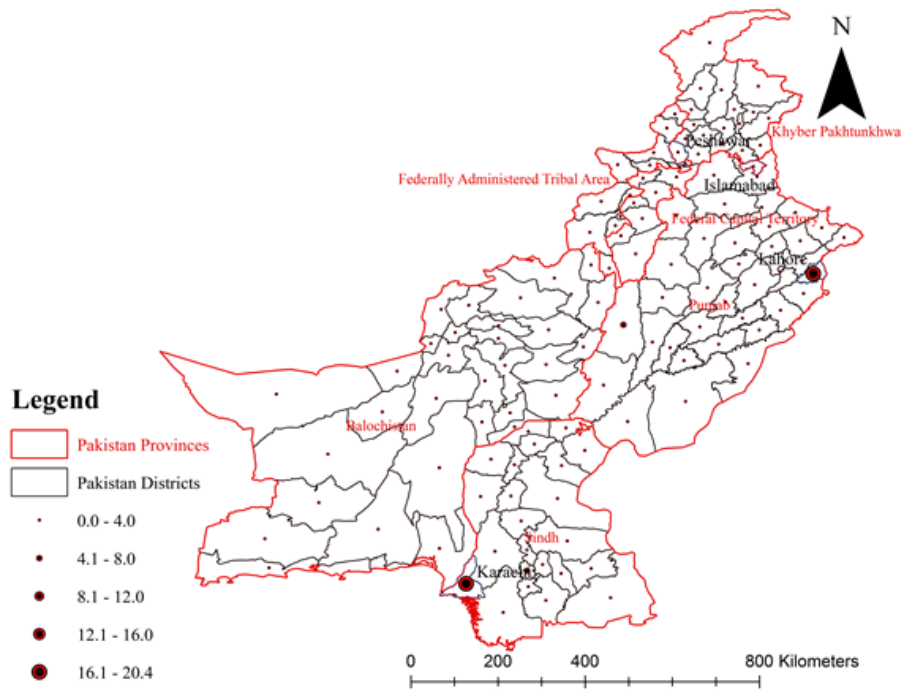 N
Khyber Pakhtunkhwa
Peshawar
Federally Administered Tribal Area
Islamabad
Federal Capital Territory
Lahore
Punjab
Legend
Balochistan
Pakistan Provinces
Pakistan Districts
0.0 - 4.0
4.1 - 8.0
Sindh
Karachi
8.1 - 12.0
12.1 - 16.0
16.1 - 20.4
0 200 400 800 Kilometers